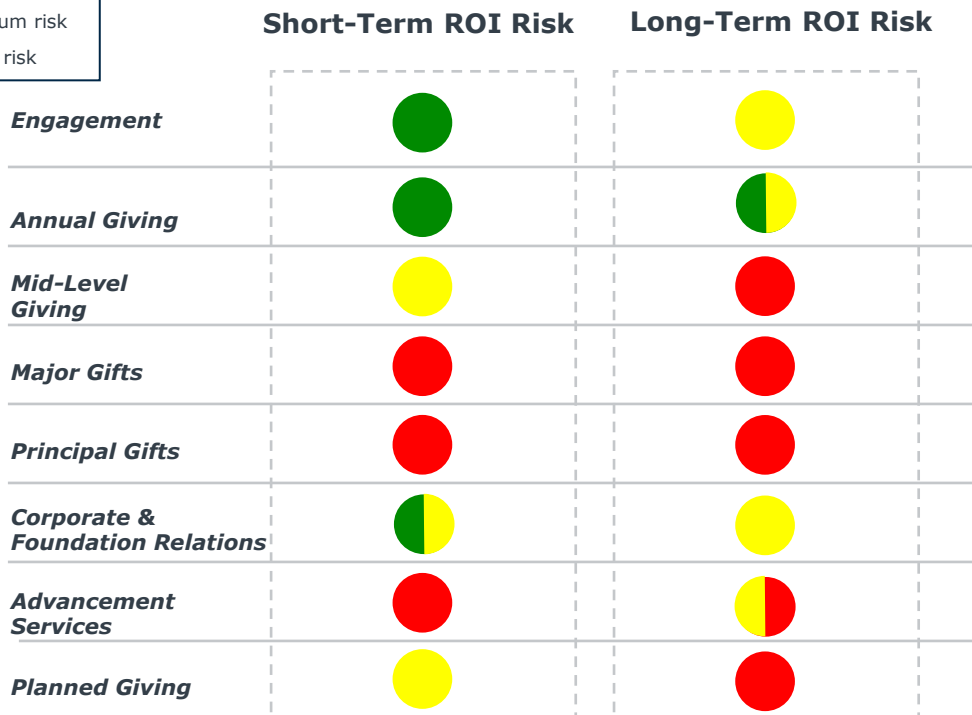 risk
risk
Short-Term ROI Risk
Long-Term ROI Risk
Engagement
Annual Giving
Mid-Level
Giving
Major Gifts
Principal Gifts
Corporate &
Foundation Relations
Advancement
Services
Planned Giving